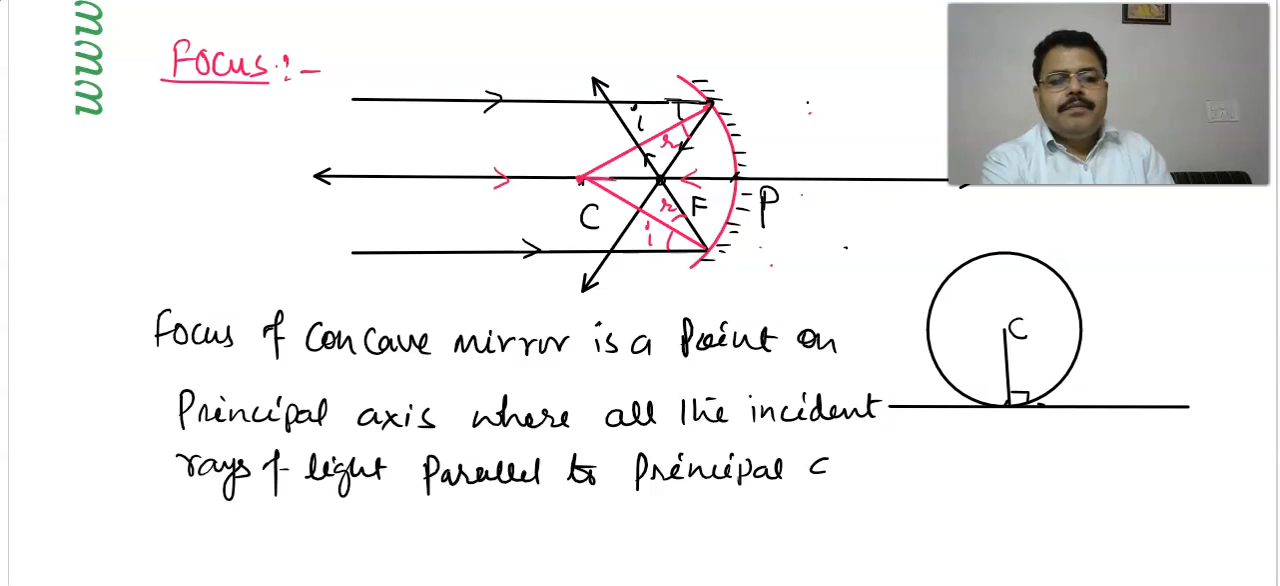 www
Focus :-
i
r
C
r
F
P
i
C
Focus of concave mirror is a point on
Principal axis where all the incident
rays of light parallel to principal